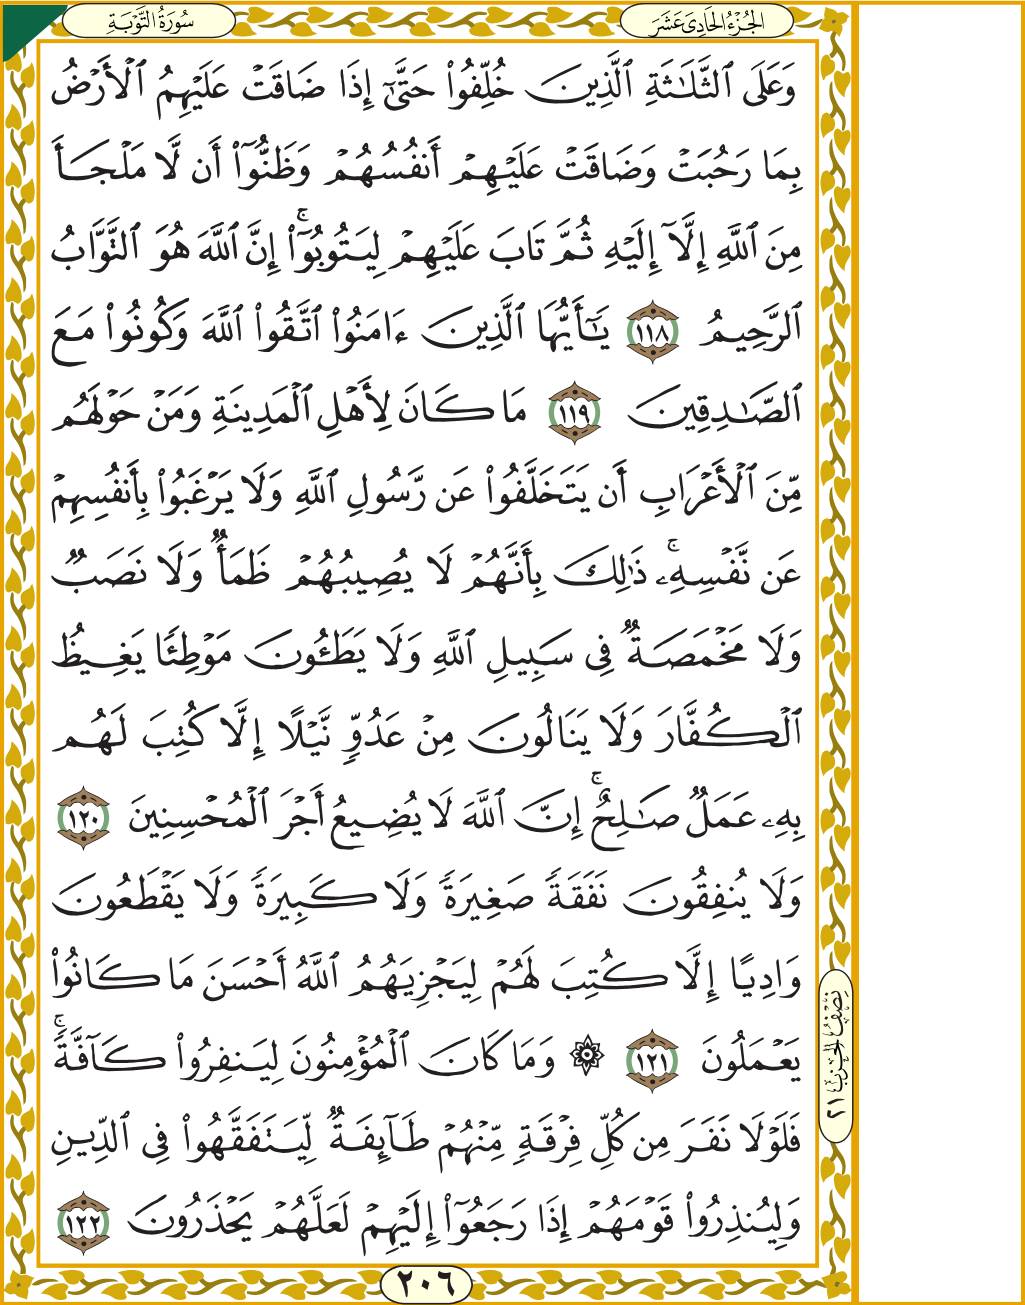 سُورَةُ التَّوۡبَةِ
الجُزۡءُ الحَادِىَ عَشَرَ
وَعَلَى ٱلثَّلَٰثَةِ ٱلَّذِينَ خُلِّفُواْ حَتَّىٰٓ إِذَا ضَاقَتۡ عَلَيۡهِمُ ٱلۡأَرۡضُ
بِمَا رَحُبَتۡ وَضَاقَتۡ عَلَيۡهِمۡ أَنفُسُهُمۡ وَظَنُّوٓاْ أَن لَّا مَلۡجَأَ
مِنَ ٱللَّهِ إِلَّآ إِلَيۡهِ ثُمَّ تَابَ عَلَيۡهِمۡ لِيَتُوبُوٓاْۚ إِنَّ ٱللَّهَ هُوَ ٱلتَّوَّابُ
ٱلرَّحِيمُ ١١٨ يَٰٓأَيُّهَا ٱلَّذِينَ ءَامَنُواْ ٱتَّقُواْ ٱللَّهَ وَكُونُواْ مَعَ
ٱلصَّٰدِقِينَ ١١٩ مَا كَانَ لِأَهۡلِ ٱلۡمَدِينَةِ وَمَنۡ حَوۡلَهُم
مِّنَ ٱلۡأَعۡرَابِ أَن يَتَخَلَّفُواْ عَن رَّسُولِ ٱللَّهِ وَلَا يَرۡغَبُواْ بِأَنفُسِهِمۡ
عَن نَّفۡسِهِۦۚ ذَٰلِكَ بِأَنَّهُمۡ لَا يُصِيبُهُمۡ ظَمَأٞ وَلَا نَصَبٞ
وَلَا مَخۡمَصَةٞ فِي سَبِيلِ ٱللَّهِ وَلَا يَطَـُٔونَ مَوۡطِئٗا يَغِيظُ
ٱلۡكُفَّارَ وَلَا يَنَالُونَ مِنۡ عَدُوّٖ نَّيۡلًا إِلَّا كُتِبَ لَهُم
بِهِۦ عَمَلٞ صَٰلِحٌۚ إِنَّ ٱللَّهَ لَا يُضِيعُ أَجۡرَ ٱلۡمُحۡسِنِينَ ١٢٠
وَلَا يُنفِقُونَ نَفَقَةٗ صَغِيرَةٗ وَلَا كَبِيرَةٗ وَلَا يَقۡطَعُونَ
وَادِيًا إِلَّا كُتِبَ لَهُمۡ لِيَجۡزِيَهُمُ ٱللَّهُ أَحۡسَنَ مَا كَانُواْ
يَعۡمَلُونَ ١٢١ ۞ وَمَا كَانَ ٱلۡمُؤۡمِنُونَ لِيَنفِرُواْ كَآفَّةٗۚ
فَلَوۡلَا نَفَرَ مِن كُلِّ فِرۡقَةٖ مِّنۡهُمۡ طَآئِفَةٞ لِّيَتَفَقَّهُواْ فِي ٱلدِّينِ
وَلِيُنذِرُواْ قَوۡمَهُمۡ إِذَا رَجَعُوٓاْ إِلَيۡهِمۡ لَعَلَّهُمۡ يَحۡذَرُونَ ١٢٢
نِصۡفُ الحِزۡبِ ٢١
٢٠٦